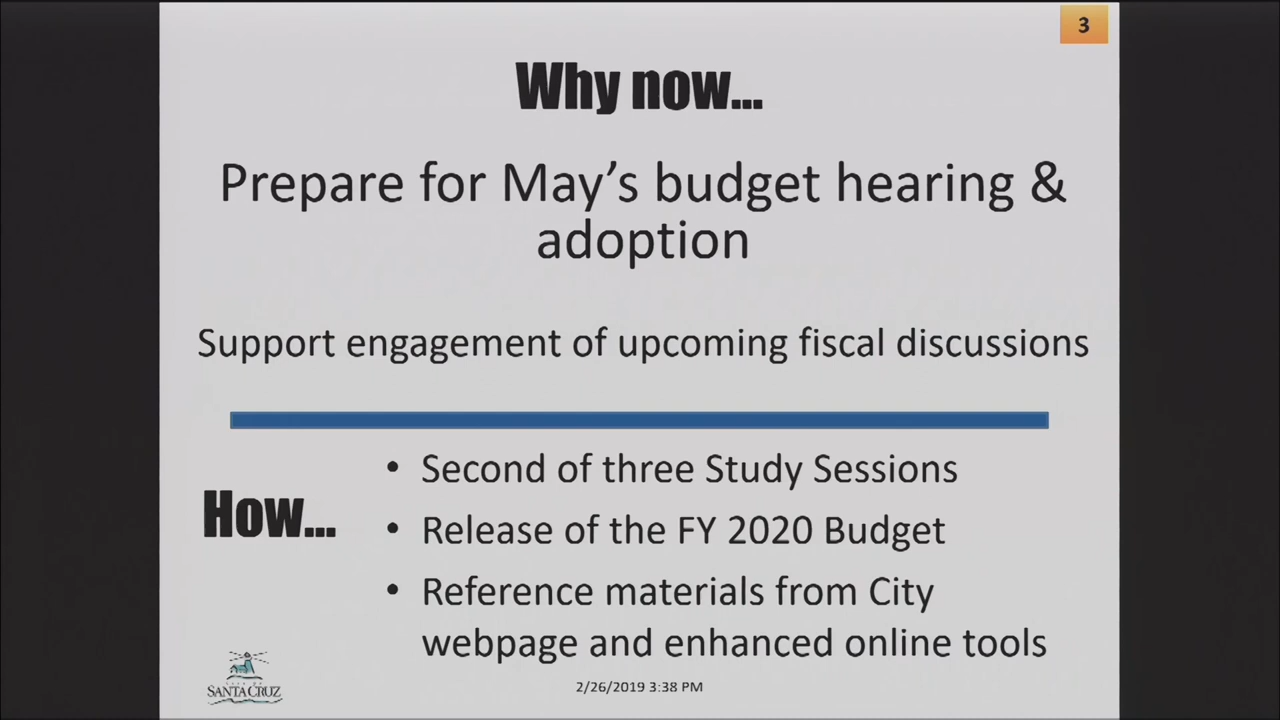 3
Why now...
Prepare for May's budget hearing &
adoption
Support engagement of upcoming fiscal discussions
How...
• Second of three Study Sessions
• Release of the FY 2020 Budget
• Reference materials from City
webpage and enhanced online tools
CITY OF
SANTA CRUZ
2/26/2019 3:38 PM